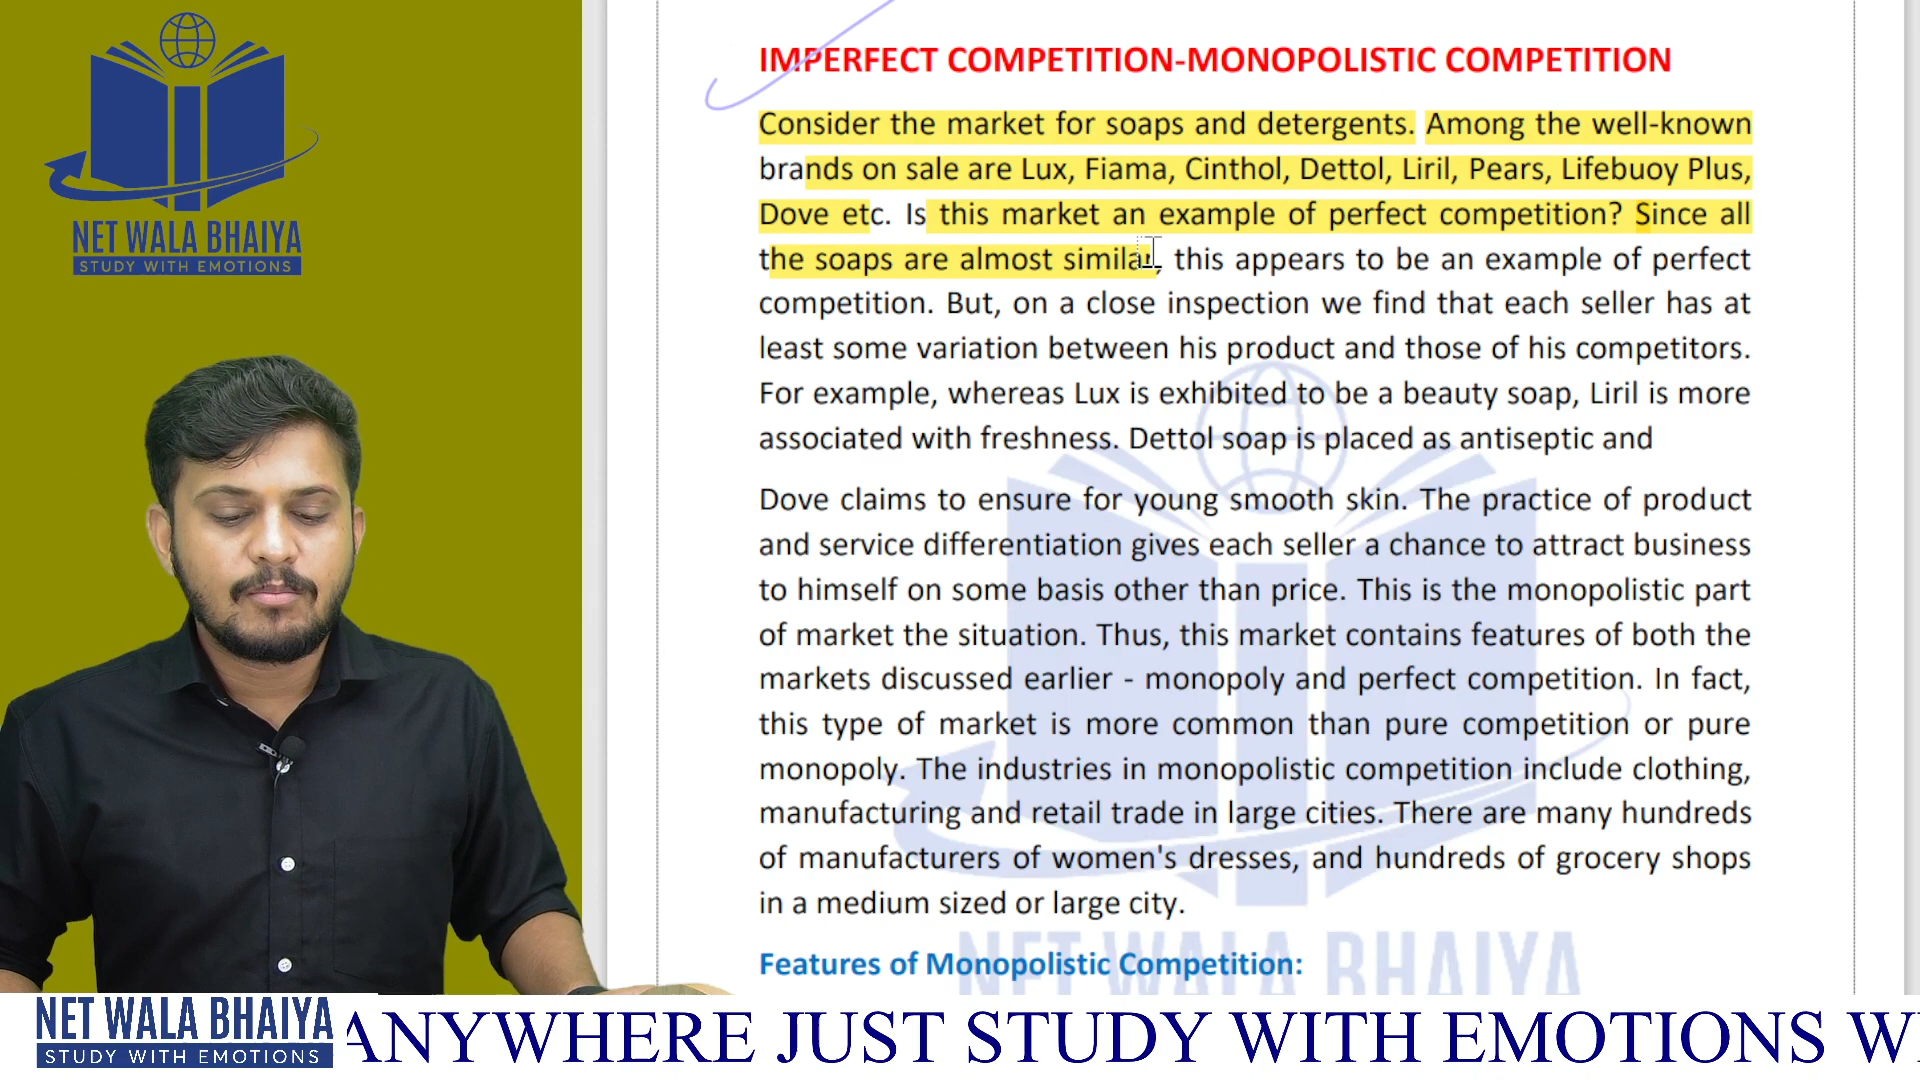 NET WALA BHAIYA
STUDY WITH EMOTIONS
IMPERFECT COMPETITION-MONOPOLISTIC COMPETITION
Consider the market for soaps and detergents. Among the well-known
brands on sale are Lux, Fiama, Cinthol, Dettol, Liril, Pears, Lifebuoy Plus,
Dove etc. Is this market an example of perfect competition? Since all
the soaps are almost similar, this appears to be an example of perfect
competition. But, on a close inspection we find that each seller has at
least some variation between his product and those of his competitors.
For example, whereas Lux is exhibited to be a beauty soap, Liril is more
associated with freshness. Dettol soap is placed as antiseptic and
Dove claims to ensure for young smooth skin. The practice of product
and service differentiation gives each seller a chance to attract business
to himself on some basis other than price. This is the monopolistic part
of market the situation. Thus, this market contains features of both the
markets discussed earlier - monopoly and perfect competition. In fact,
this type of market is more common than pure competition or pure
monopoly. The industries in monopolistic competition include clothing,
manufacturing and retail trade in large cities. There are many hundreds
of manufacturers of women's dresses, and hundreds of grocery shops
in a medium sized or large city.
Features of Monopolistic Competition:
NET WALA BHAIYA
NET WALA BHAIYA
STUDY WITH EMOTIONS
ANYWHERE JUST STUDY WITH EMOTIONS W